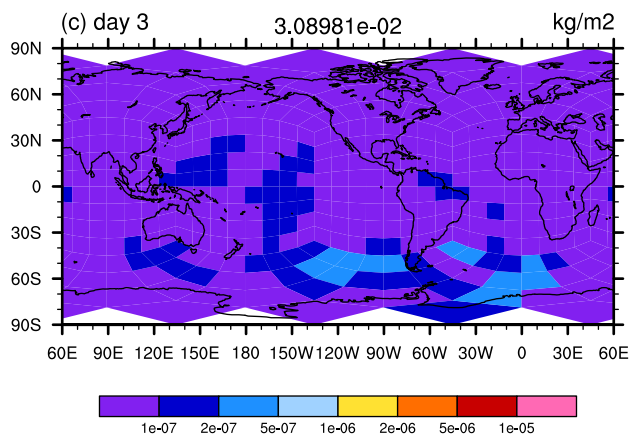 (c) day 3 3.08981e-02 kg/m2
90N
60N
30N
0
30S
60S
90S
60E 90E 120E 150E 180 150W 120W 90W 60W 30W 0 30E 60E
1e-07 2e-07 5e-07 1e-06 2e-06 5e-06 1e-05